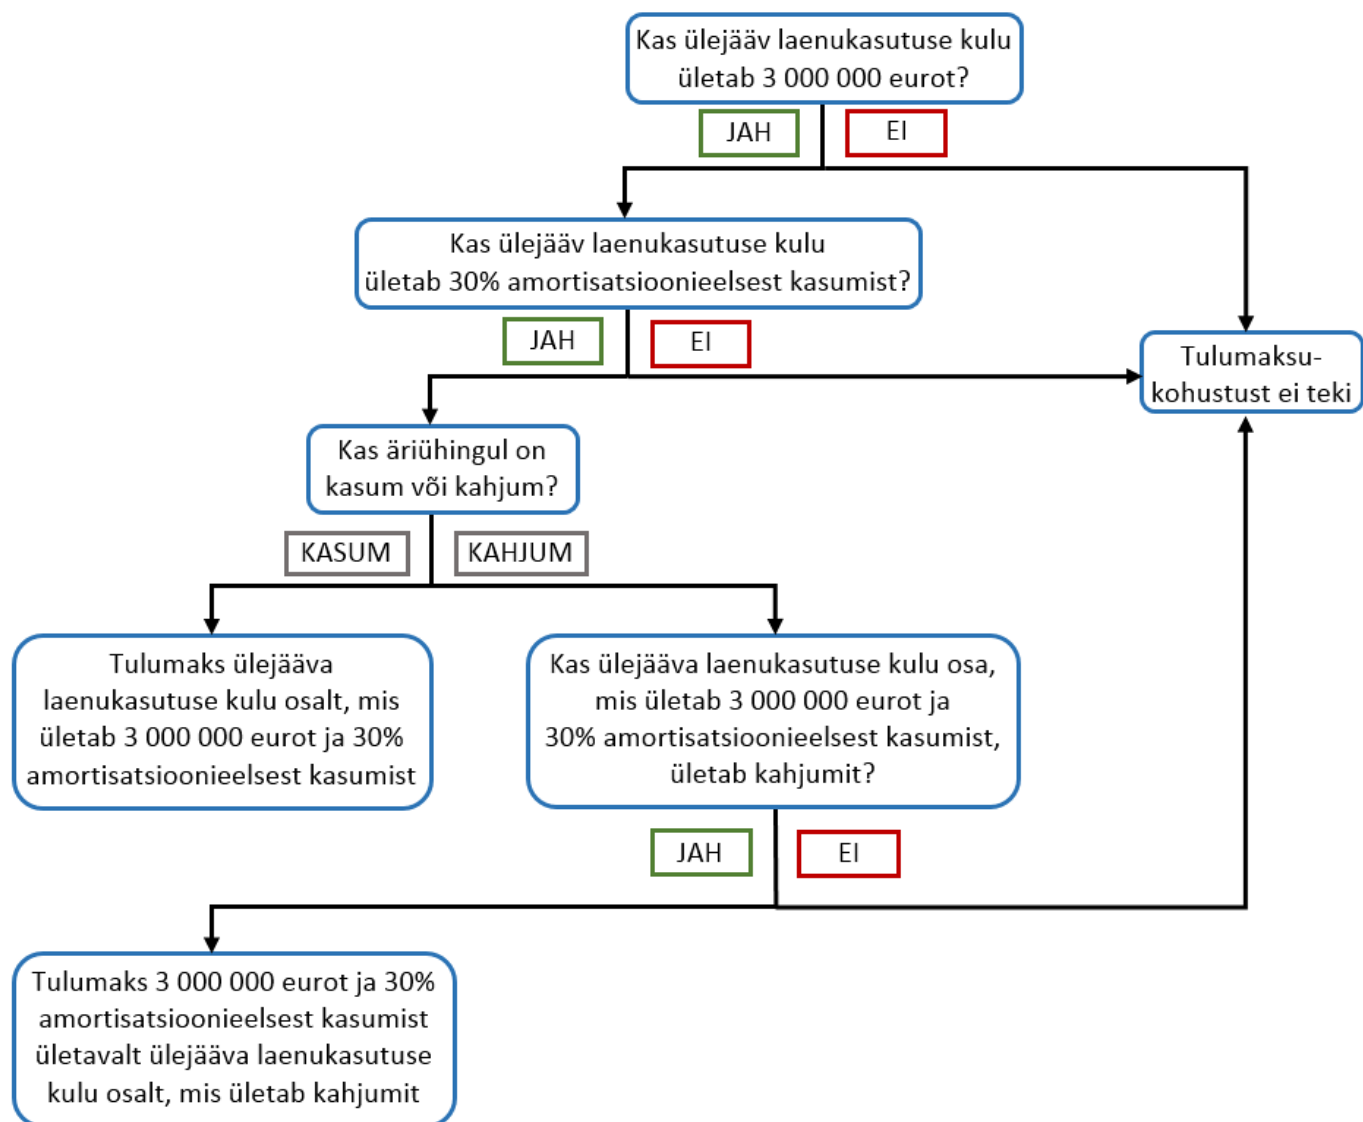 Kas ülejääv laenukasutuse kulu
ületab 3 000 000 eurot?
JAH
EI
Kas ülejääv laenukasutuse kulu
ületab 30% amortisatsioonieelsest kasumist?
JAH
EI
Tulumaksu-
kohustust ei teki
Kas äriühingul on
kasum või kahjum?
KASUM
KAHJUM
Tulumaks ülejääva
laenukasutuse kulu osalt, mis
ületab 3 000 000 eurot ja 30%
amortisatsioonieelsest kasumist
Kas ülejääva laenukasutuse kulu osa,
mis ületab 3 000 000 eurot ja
30% amortisatsioonieelsest kasumist,
ületab kahjumit?
JAH
EI
Tulumaks 3 000 000 eurot ja 30%
amortisatsioonieelsest kasumist
ületavalt ülejääva laenukasutuse
kulu osalt, mis ületab kahjumit